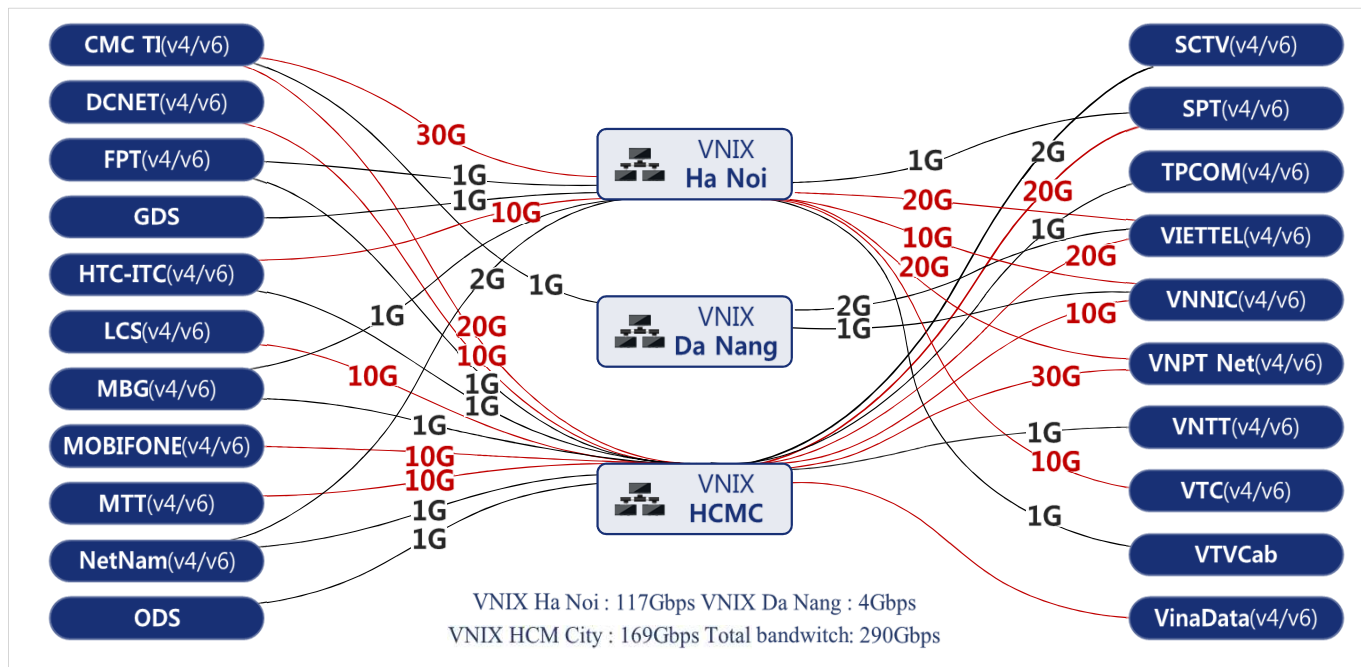 CMC TI(v4/v6)
DCNET(v4/v6)
FPT(v4/v6)
GDS
HTC-ITC(v4/v6)
LCS(v4/v6)
MBG(v4/v6)
MOBIFONE(v4/v6)
MTT(v4/v6)
NetNam(v4/v6)
ODS
30G
1G
1G
10G
2G
1G
1G
20G
10G
10G
1G
1G
1G
10G
10G
1G
1G
VNIX
Ha Noi
VNIX
Da Nang
VNIX
HCMC
2G
1G
20G
20G
1G
10G
20G
20G
2G
1G
10G
30G
1G
10G
1G
SCTV(v4/v6)
SPT(v4/v6)
TPCOM(v4/v6)
VIETTEL(v4/v6)
VNNIC(v4/v6)
VNPT Net(v4/v6)
VNTT(v4/v6)
VTC(v4/v6)
VTVCab
VinaData(v4/v6)
VNIX Ha Noi : 117Gbps VNIX Da Nang : 4Gbps
VNIX HCM City : 169Gbps Total bandwitch: 290Gbps